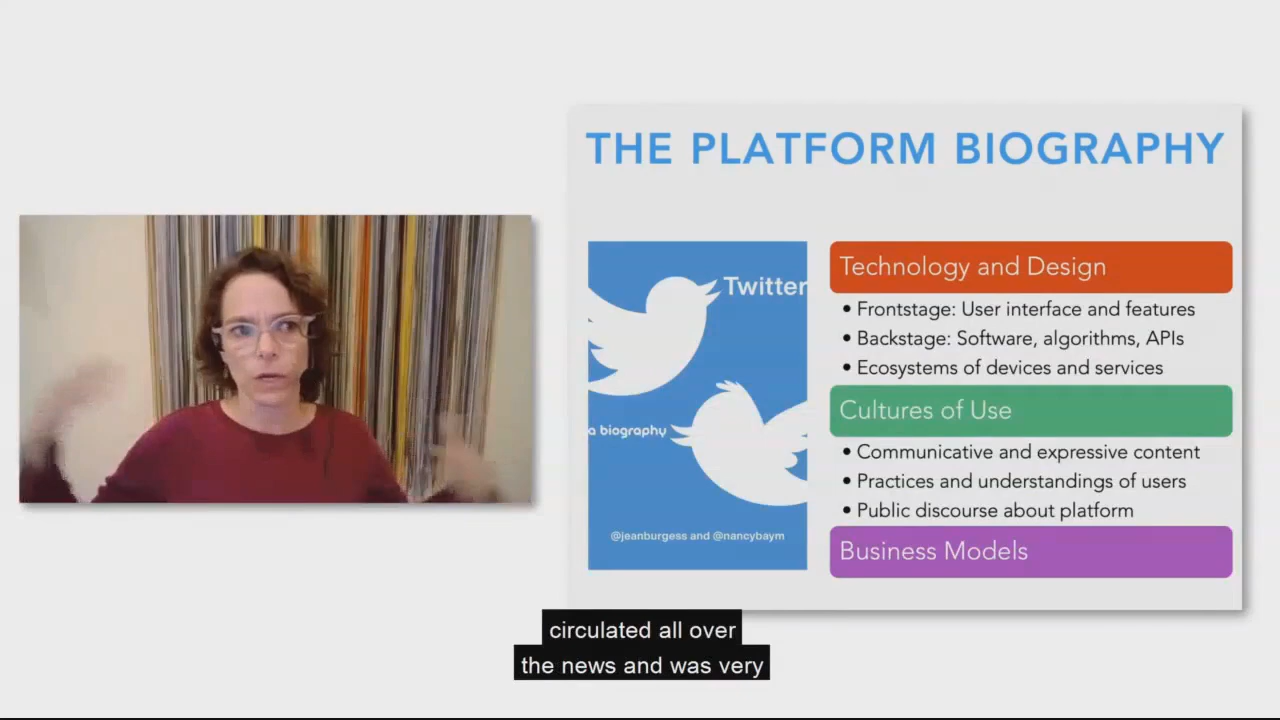 THE PLATFORM BIOGRAPHY
Twitter
a biography
@jeanburgess and @nancybaym
Technology and Design
• Frontstage: User interface and features
• Backstage: Software, algorithms, APIs
• Ecosystems of devices and services
Cultures of Use
• Communicative and expressive content
• Practices and understandings of users
• Public discourse about platform
Business Models
circulated all over
the news and was very